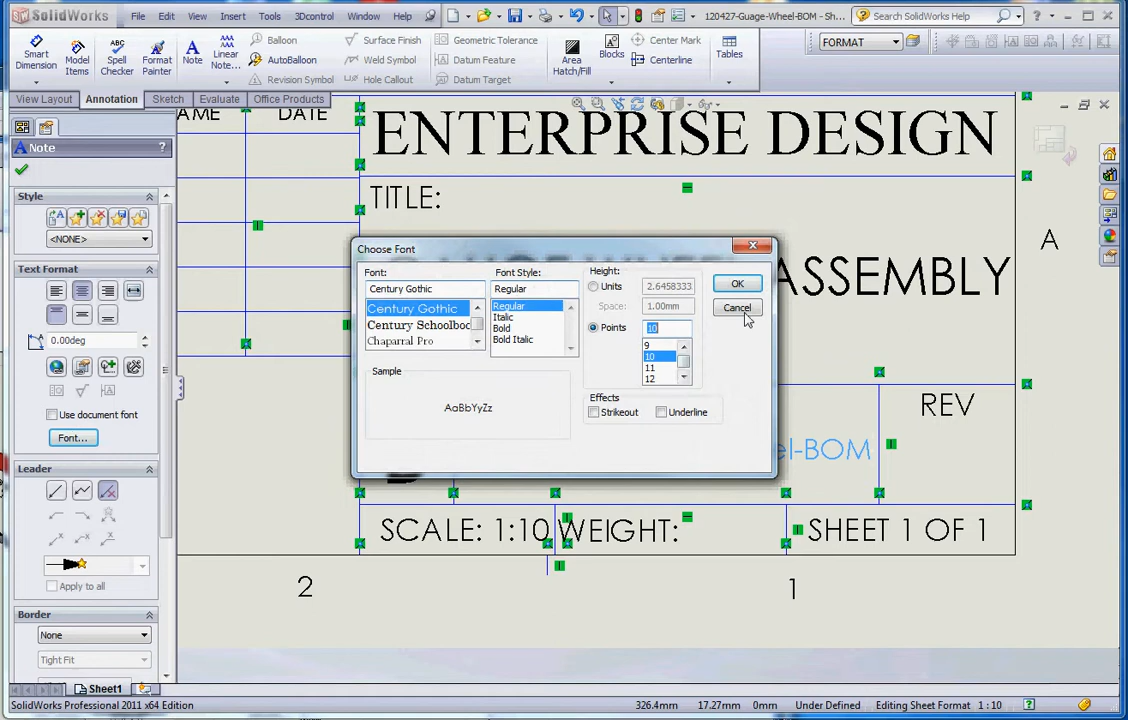 SolidWorks
File Edit View Insert Tools 3Dcontrol Window Help
120427-Guage-Wheel-BOM - Sh...
Search SolidWorks Help
Smart Dimension
Model Items
Spell Checker
Format Painter
Note
Linear Note...
Balloon
AutoBalloon
Revision Symbol
Surface Finish
Weld Symbol
Hole Callout
Geometric Tolerance
Datum Feature
Datum Target
Area Hatch/Fill
Blocks
Center Mark
Centerline
Tables
FORMAT
View Layout Annotation Sketch Evaluate Office Products
Note ?
Style
<NONE>
Text Format
0.00deg
Use document font
Font...
Leader
Apply to all
Border
None
Tight Fit
DATE
ENTERPRISE DESIGN
TITLE:
ASSEMBLY
A
REV
el-BOM
SCALE: 1:10 WEIGHT: SHEET 1 OF 1
2 1
Choose Font
Font:
Century Gothic
Century Gothic
Century Schoolboo
Chaparral Pro
Font Style:
Regular
Regular
Italic
Bold
Bold Italic
Height:
Units 2.6458333
Space: 1.00mm
Points 10
9
10
11
12
OK
Cancel
Sample
AaBbYyZz
Effects
Strikeout Underline
Sheet1
SolidWorks Professional 2011 x64 Edition
326.4mm 17.27mm 0mm Under Defined Editing Sheet Format 1 : 10